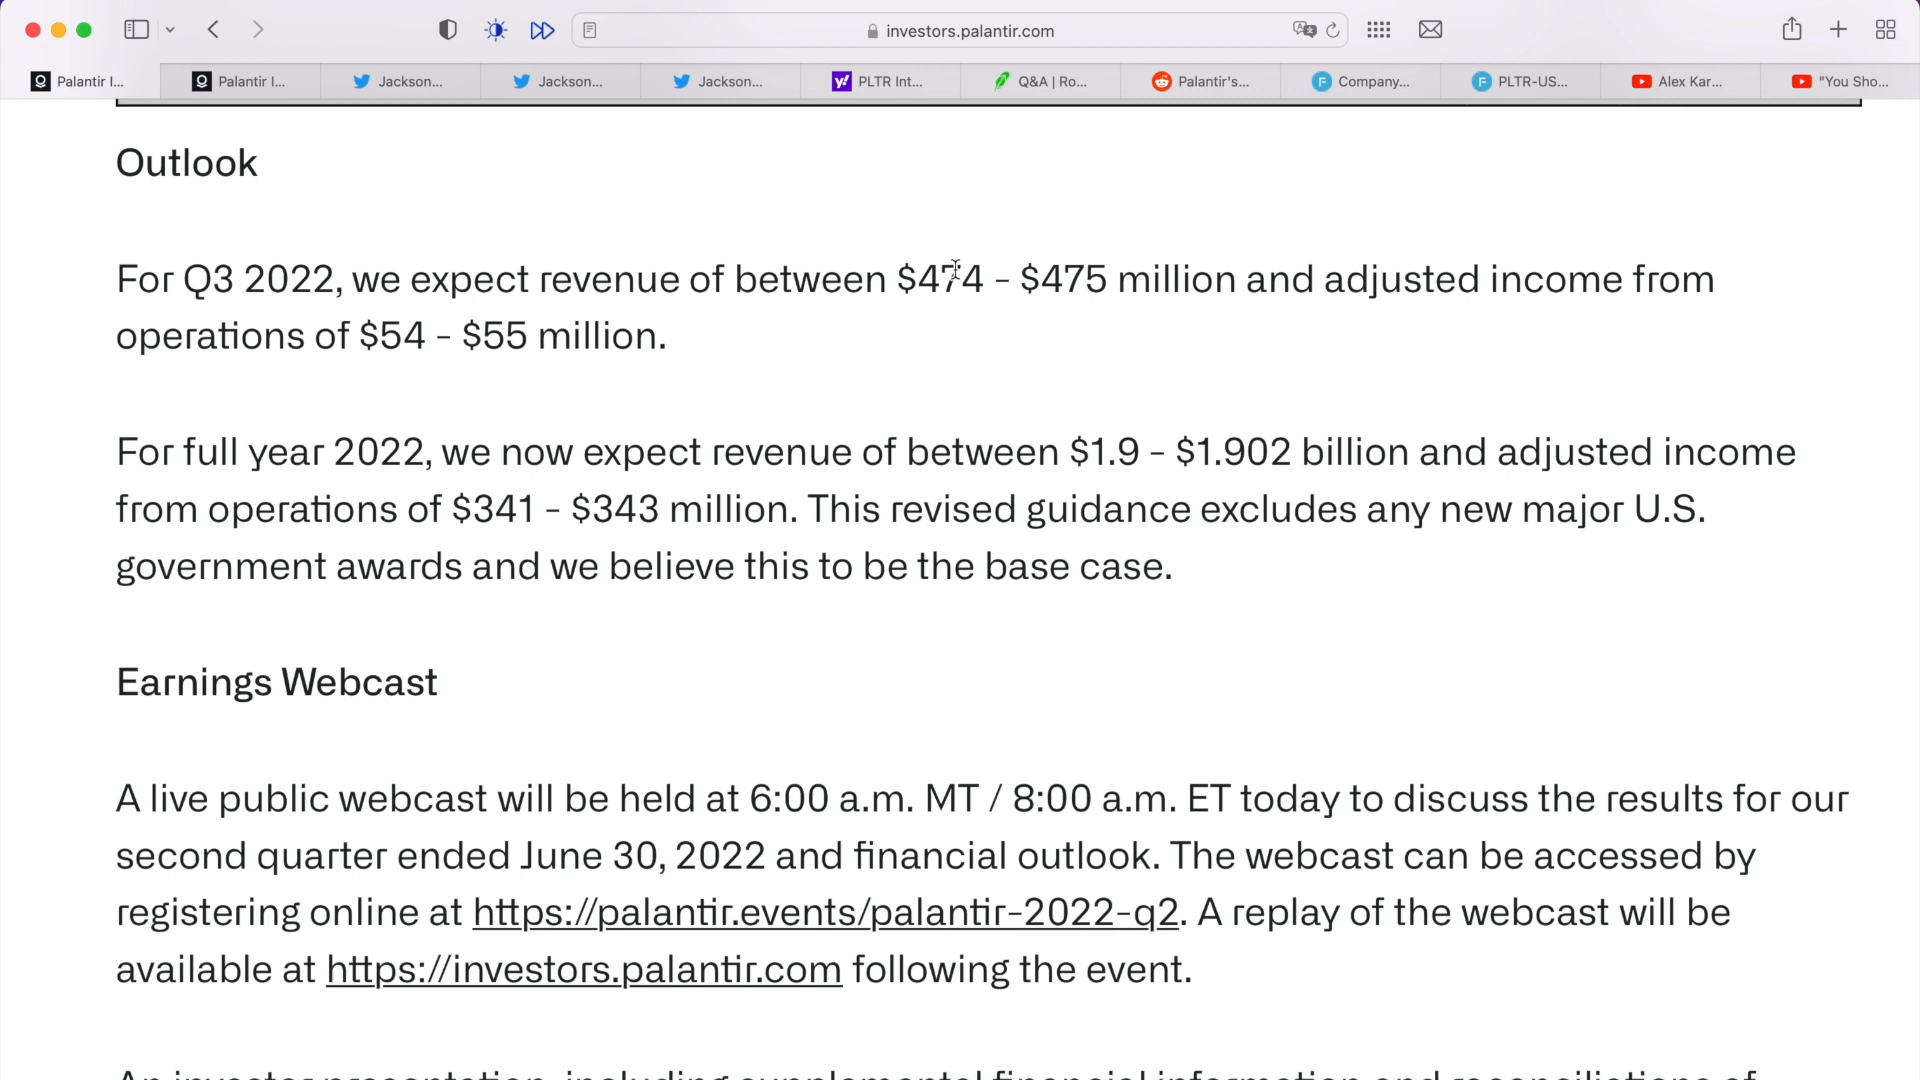 investors.palantir.com
Palantir I...
Palantir I...
Jackson...
Jackson...
Jackson...
PLTR Int...
Q&A | Ro...
Palantir's...
Company...
PLTR-US...
Alex Kar...
"You Sho...
Outlook
For Q3 2022, we expect revenue of between $474 - $475 million and adjusted income from
operations of $54 - $55 million.
For full year 2022, we now expect revenue of between $1.9 - $1.902 billion and adjusted income
from operations of $341 - $343 million. This revised guidance excludes any new major U.S.
government awards and we believe this to be the base case.
Earnings Webcast
A live public webcast will be held at 6:00 a.m. MT / 8:00 a.m. ET today to discuss the results for our
second quarter ended June 30, 2022 and financial outlook. The webcast can be accessed by
registering online at https://palantir.events/palantir-2022-q2. A replay of the webcast will be
available at https://investors.palantir.com following the event.
An investor presentation, including supplemental financial information and reconciliations of